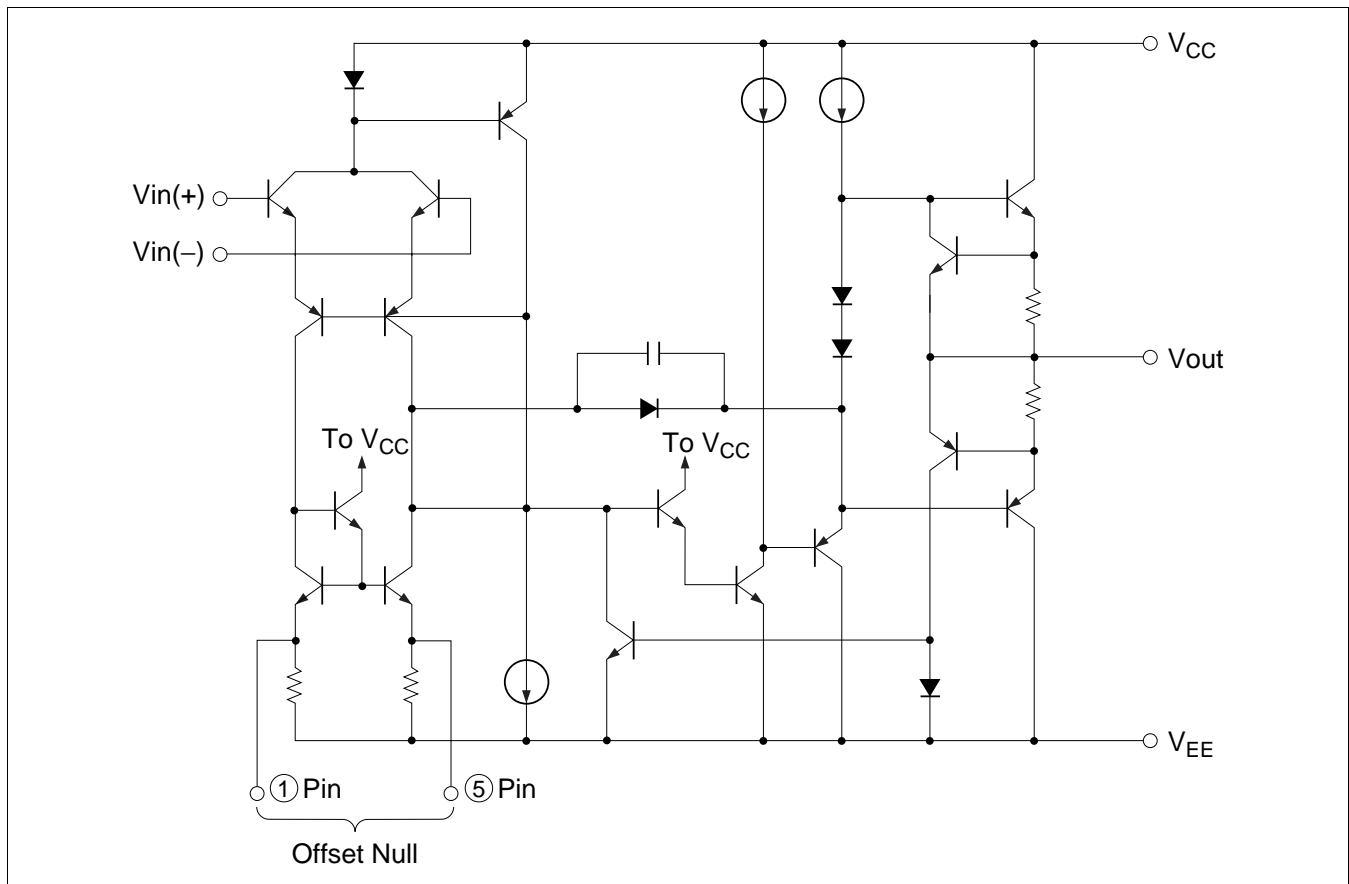 V_CC
Vin(+)
Vin(−)
Vout
To V_CC
To V_CC
V_EE
① Pin
⑤ Pin
Offset Null